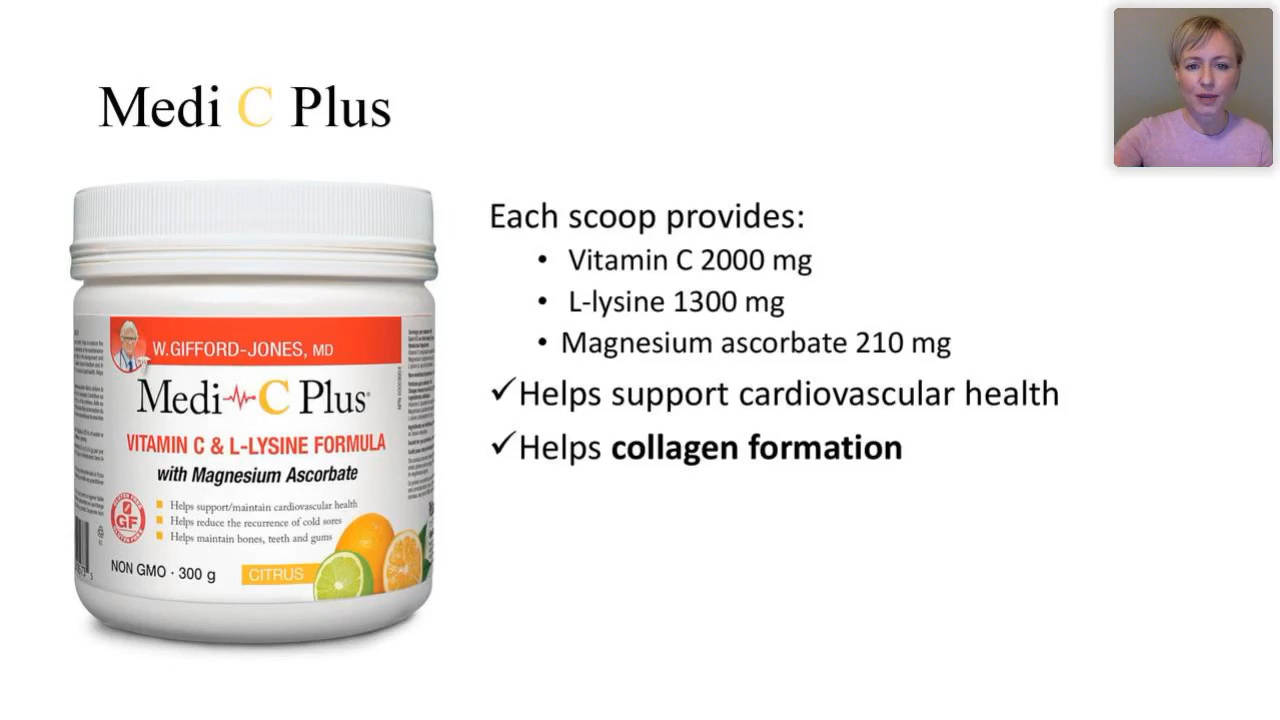 Medi C Plus
Each scoop provides:
• Vitamin C 2000 mg
• L-lysine 1300 mg
• Magnesium ascorbate 210 mg
✓Helps support cardiovascular health
✓Helps collagen formation
W.GIFFORD-JONES, MD
Medi C Plus
VITAMIN C & L-LYSINE FORMULA
with Magnesium Ascorbate
Helps support/maintain cardiovascular health
Helps reduce the recurrence of cold sores
Helps maintain bones, teeth and gums
GLUTEN FREE
GF
NON GMO · 300 g
CITRUS